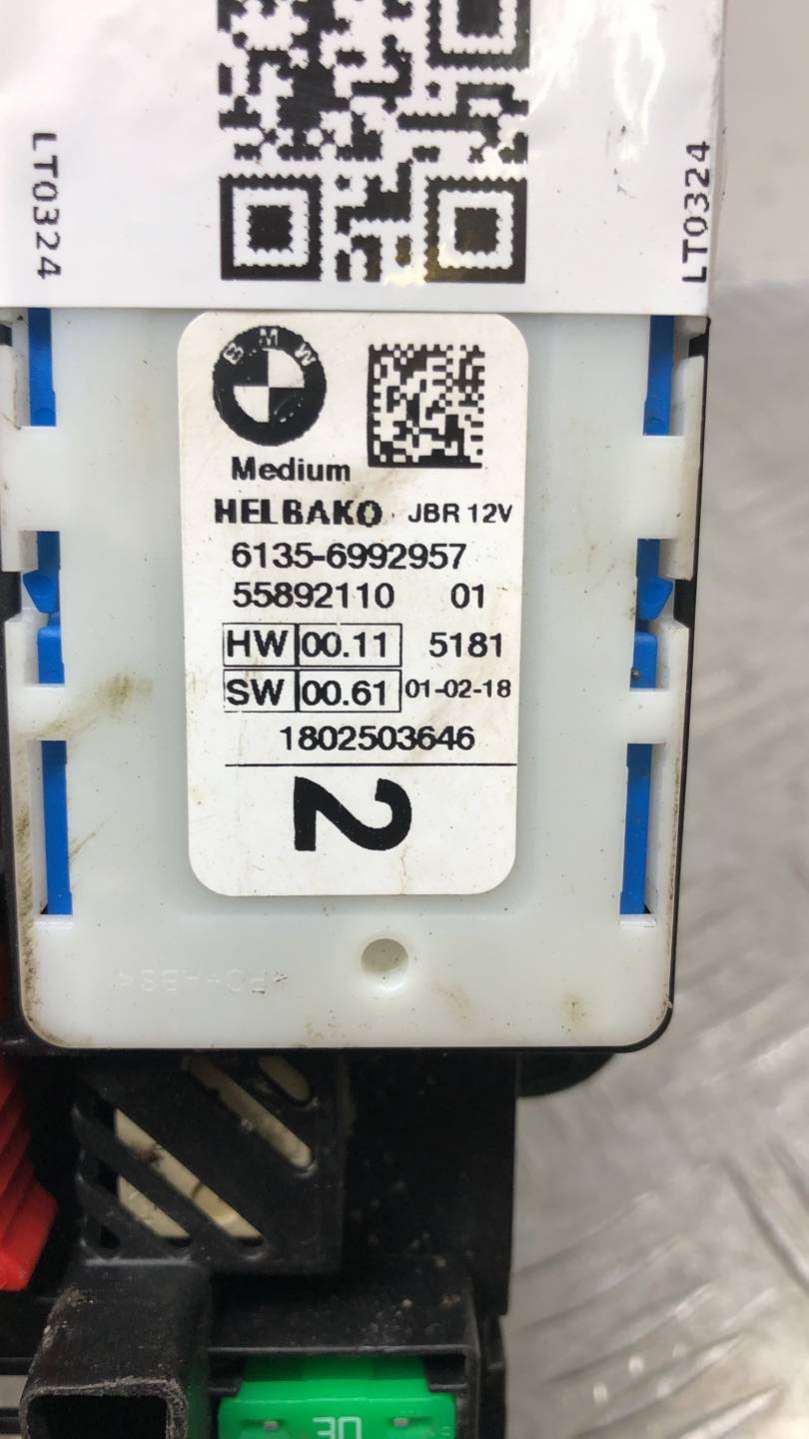 LT0324
LT0324
BMW
Medium
HELBAKO JBR 12V
6135-6992957
55892110 01
HW 00.11 5181
SW 00.61 01-02-18
1802503646
2
30